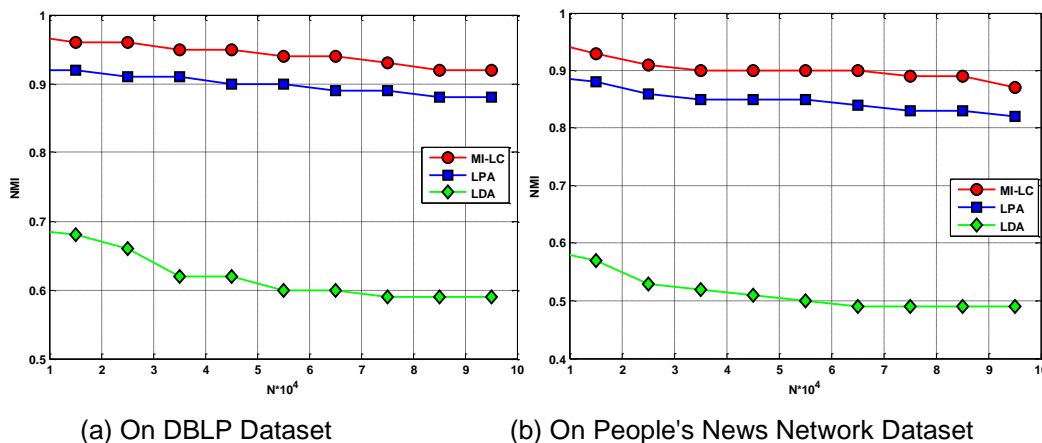 1
0.9
0.8
0.7
0.6
0.5
NMI
1 2 3 4 5 6 7 8 9 10
N*10^4
MI-LC
LPA
LDA
(a) On DBLP Dataset
1
0.9
0.8
0.7
0.6
0.5
0.4
NMI
1 2 3 4 5 6 7 8 9 10
N*10^4
MI-LC
LPA
LDA
(b) On People's News Network Dataset